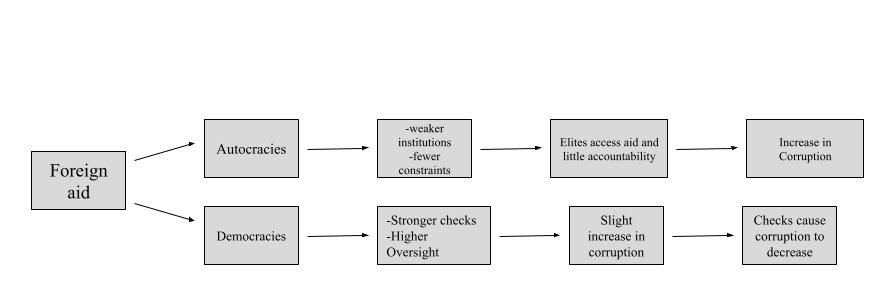 Foreign
aid
Autocracies
-weaker
institutions
-fewer
constraints
Elites access aid and
little accountability
Increase in
Corruption
Democracies
-Stronger checks
-Higher
Oversight
Slight
increase in
corruption
Checks cause
corruption to
decrease